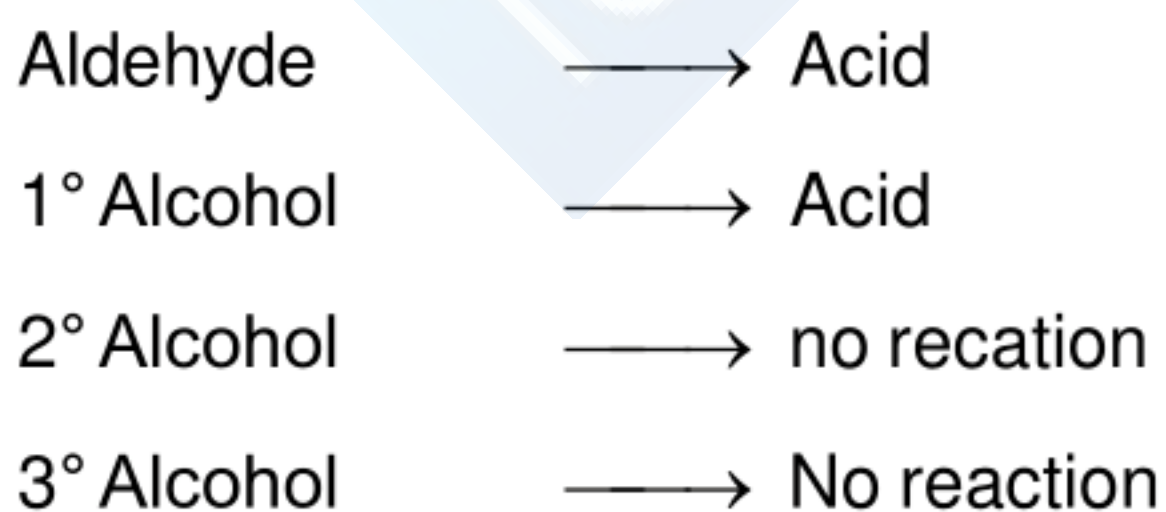 Aldehyde ⟶ Acid
1° Alcohol ⟶ Acid
2° Alcohol ⟶ no recation
3° Alcohol ⟶ No reaction